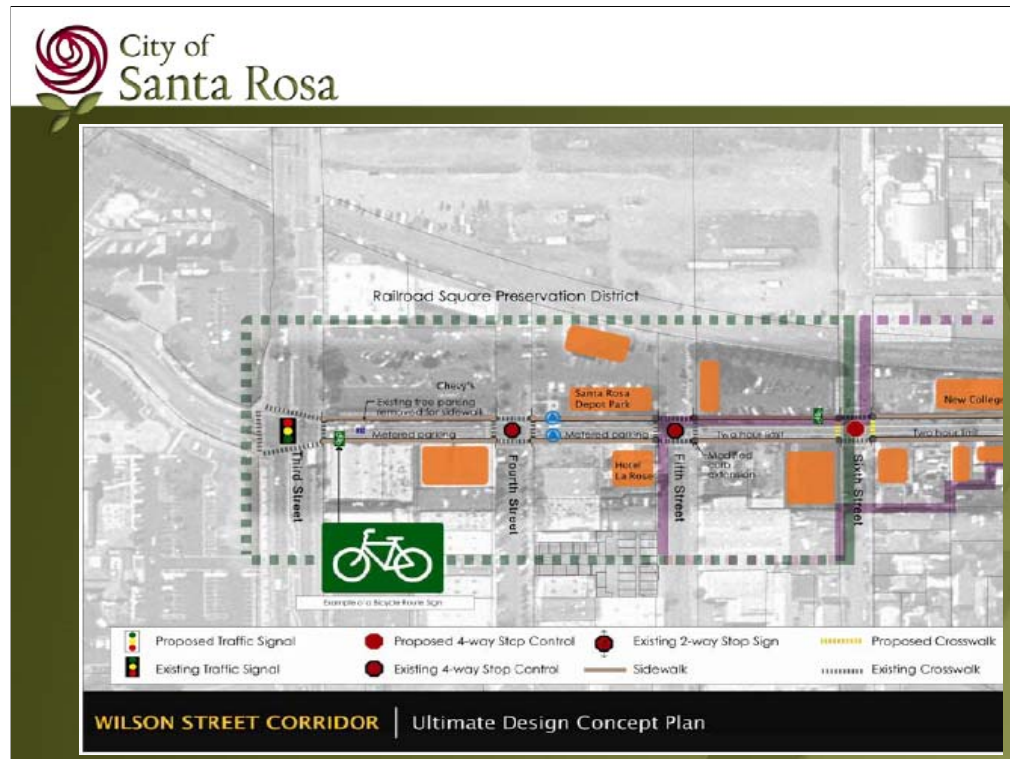 City of
Santa Rosa
Railroad Square Preservation District
Chevy's
Existing tree parking
removed for sidewalk
Metered parking
Santa Rosa
Depot Park
Metered parking
Hotel
La Rose
Two hour limit
Modified
curb
extension
New College
Two hour limit
Third Street
Fourth Street
Fifth Street
Sixth Street
Example of a Bicycle Route Sign
Proposed Traffic Signal
Proposed 4-way Stop Control
Existing 2-way Stop Sign
Proposed Crosswalk
Existing Traffic Signal
Existing 4-way Stop Control
Sidewalk
Existing Crosswalk
WILSON STREET CORRIDOR | Ultimate Design Concept Plan